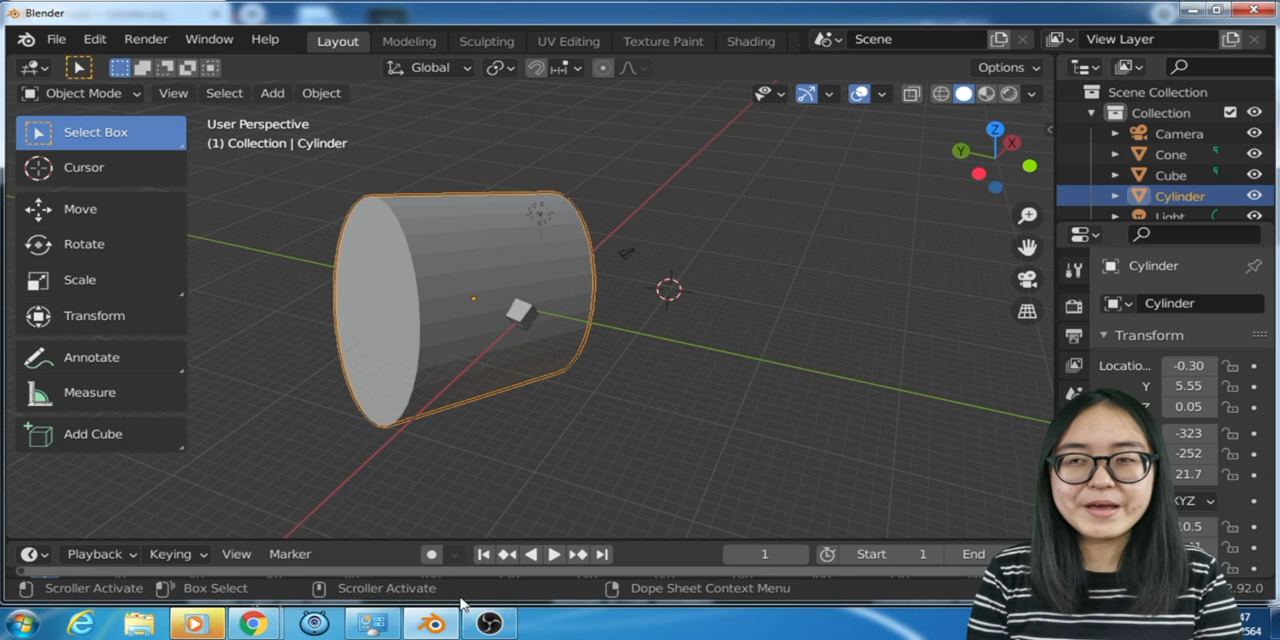 Blender
File Edit Render Window Help Layout Modeling Sculpting UV Editing Texture Paint Shading Scene View Layer
Global Options
Object Mode View Select Add Object
Scene Collection
Collection
Camera
Cone
Cube
Cylinder
Light
Select Box
Cursor
Move
Rotate
Scale
Transform
Annotate
Measure
Add Cube
User Perspective
(1) Collection | Cylinder
Z
X
Y
Cylinder
Cylinder
Transform
Locatio... -0.30
Y 5.55
Z 0.05
-323
-252
21.7
XYZ
Playback Keying View Marker 1 Start 1 End
Scroller Activate Box Select Scroller Activate Dope Sheet Context Menu 2.92.0